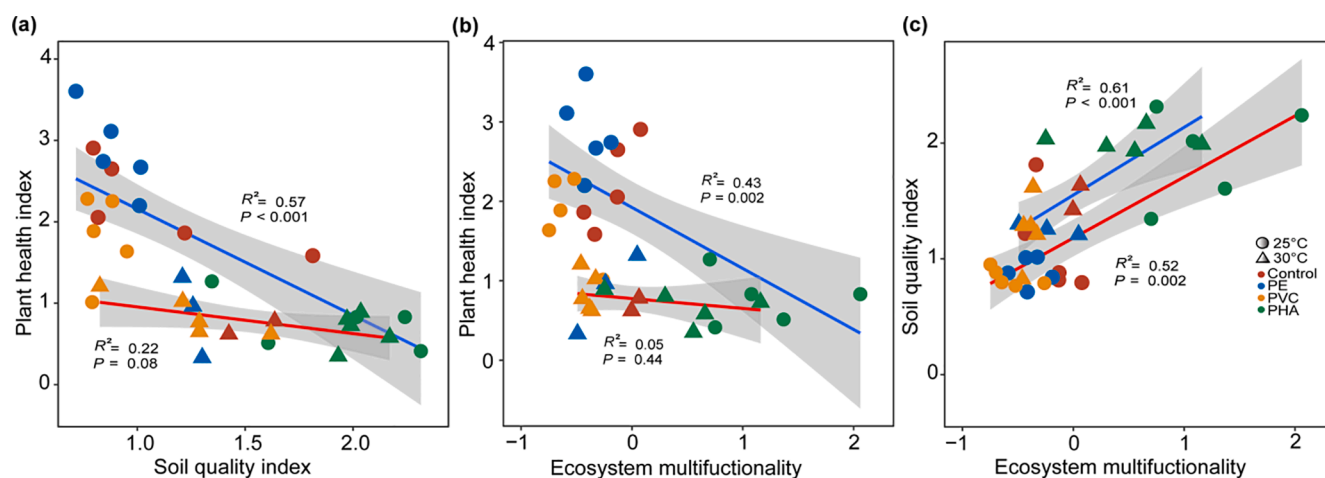 (a)
4
3
2
1
0
Plant health index
R²= 0.57
P < 0.001
R²= 0.22
P = 0.08
1.0 1.5 2.0
Soil quality index
(b)
4
3
2
1
0
Plant health index
R²= 0.43
P = 0.002
R²= 0.05
P = 0.44
−1 0 1 2
Ecosystem multifuctionality
(c)
2
1
0
Soil quality index
R²= 0.61
P < 0.001
R²= 0.52
P = 0.002
25°C
30°C
Control
PE
PVC
PHA
−1 0 1 2
Ecosystem multifuctionality